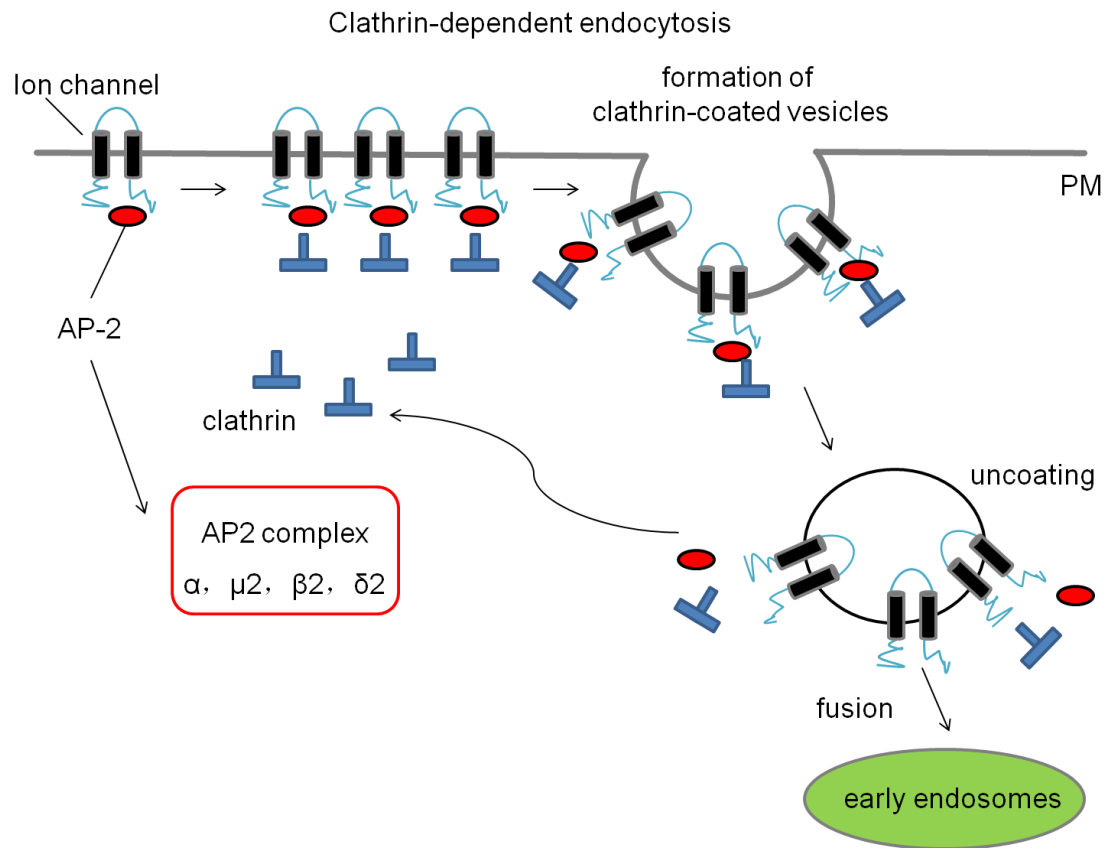 Clathrin-dependent endocytosis
Ion channel
formation of
clathrin-coated vesicles
PM
AP-2
clathrin
uncoating
AP2 complex
α, μ2, β2, δ2
fusion
early endosomes